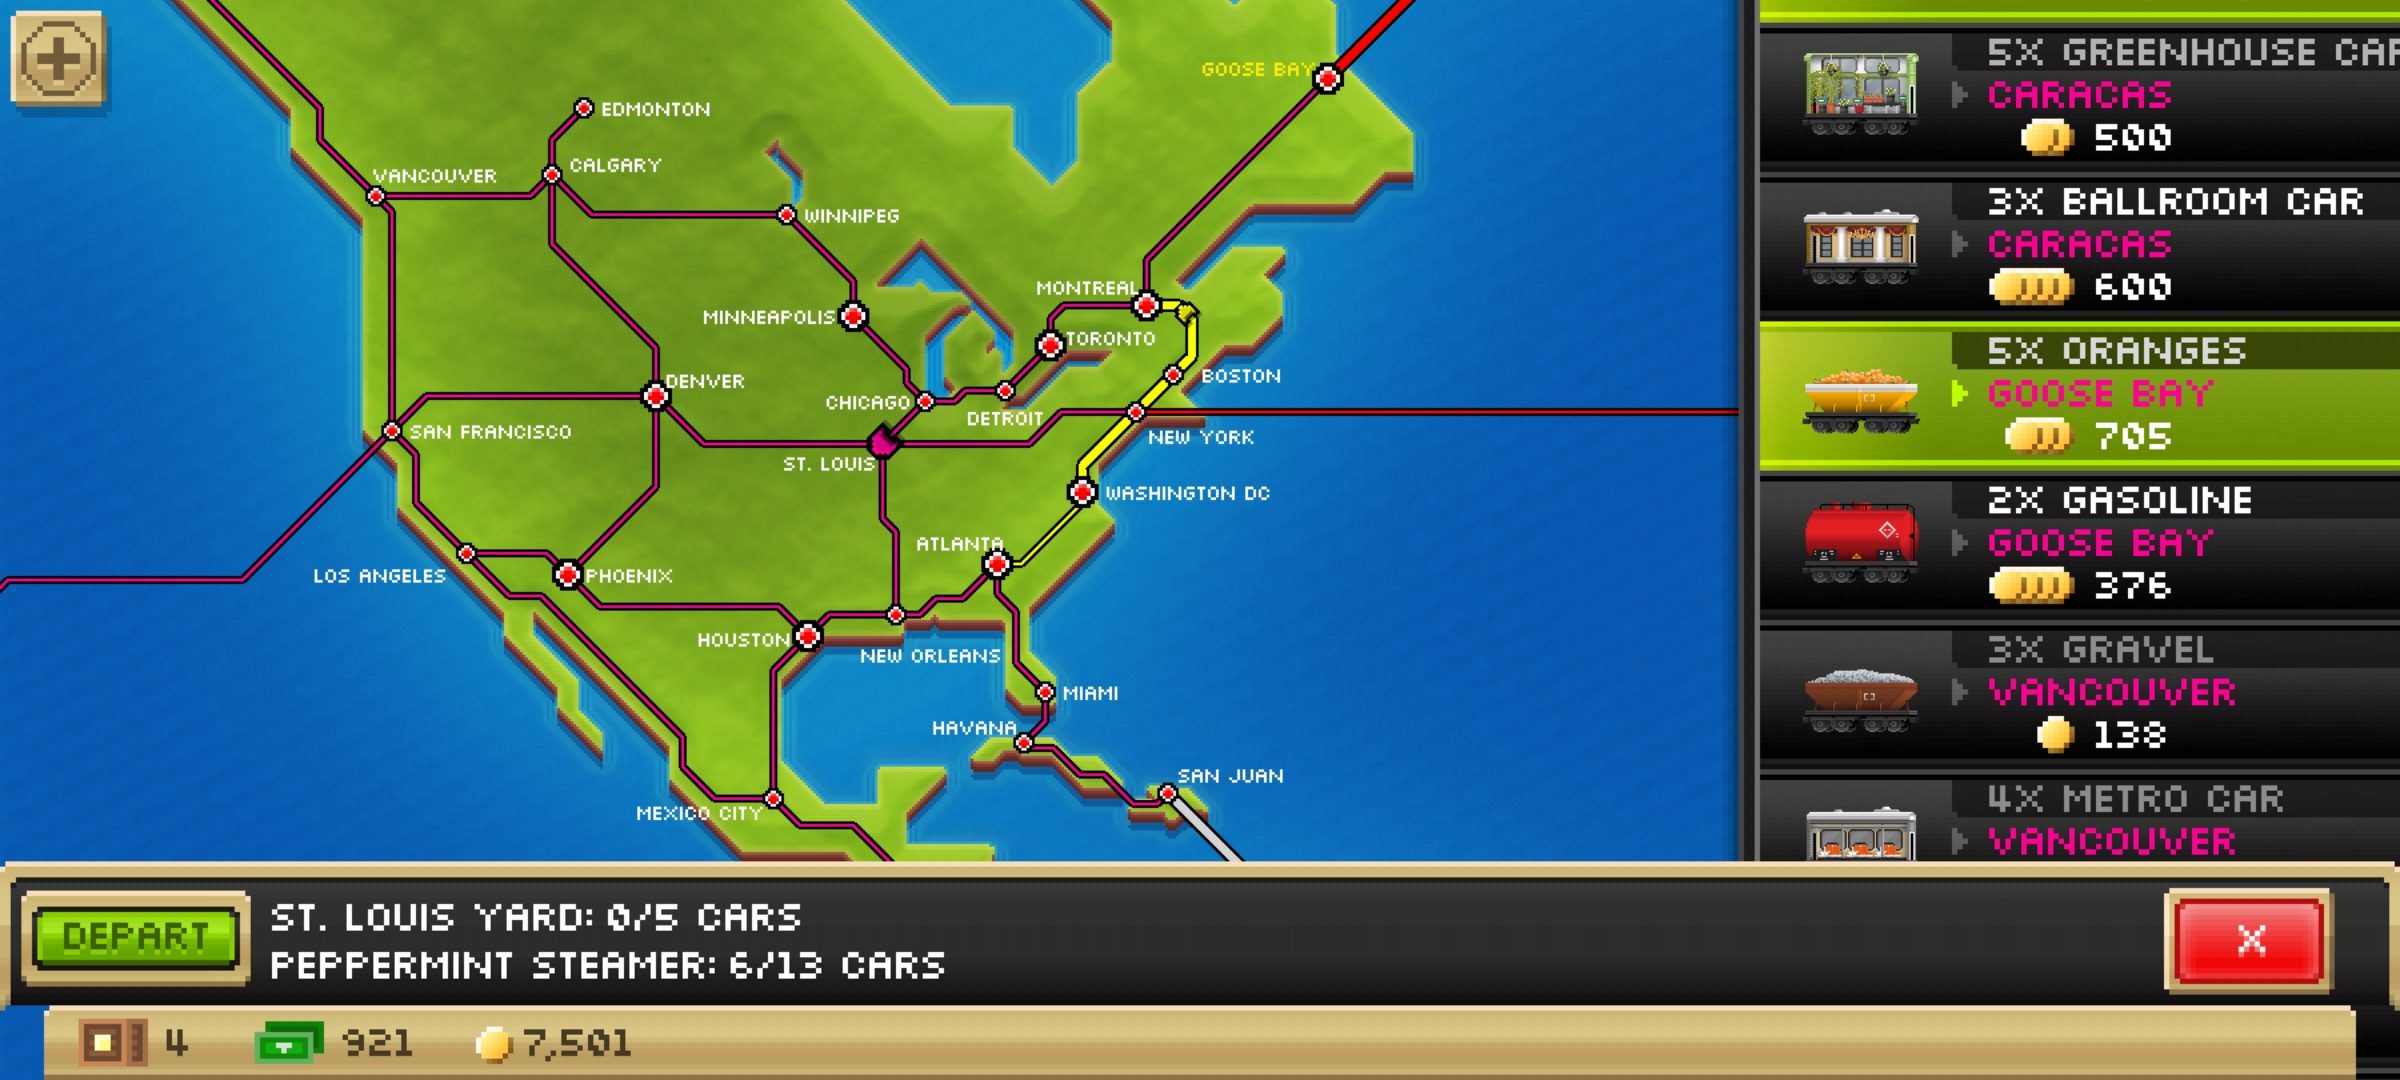 GOOSE BAY
EDMONTON
CALGARY
VANCOUVER
WINNIPEG
MONTREAL
MINNEAPOLIS
TORONTO
DENVER
BOSTON
CHICAGO
DETROIT
SAN FRANCISCO
NEW YORK
ST. LOUIS
WASHINGTON DC
ATLANTA
LOS ANGELES
PHOENIX
HOUSTON
NEW ORLEANS
MIAMI
HAVANA
SAN JUAN
MEXICO CITY
5X GREENHOUSE CAR
CARACAS
500
3X BALLROOM CAR
CARACAS
600
5X ORANGES
GOOSE BAY
705
2X GASOLINE
GOOSE BAY
376
3X GRAVEL
VANCOUVER
138
4X METRO CAR
VANCOUVER
DEPART
ST. LOUIS YARD: 0/5 CARS
PEPPERMINT STEAMER: 6/13 CARS
X
4
921
7,501